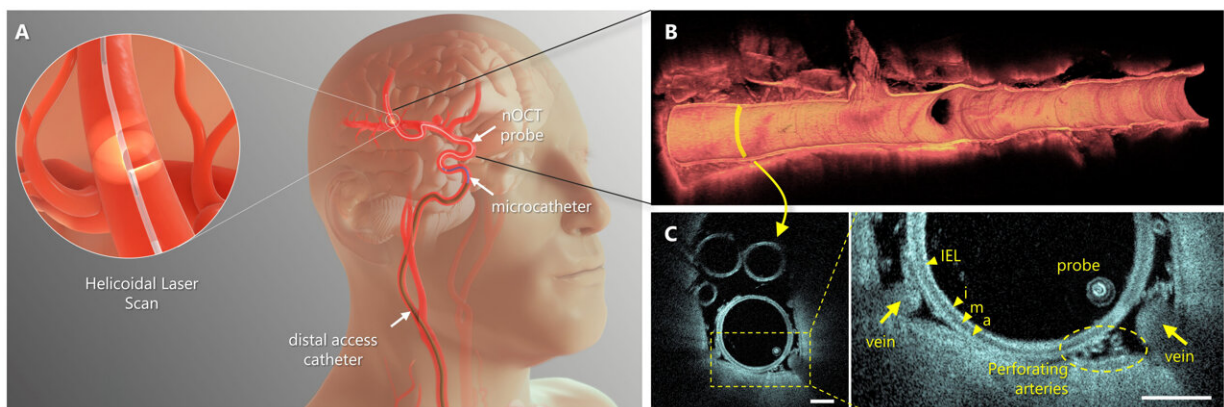 A
nOCT
probe
microcatheter
Helicoidal Laser
Scan
distal access
catheter
B
C
IEL
i
m
a
probe
vein
vein
Perforating
arteries